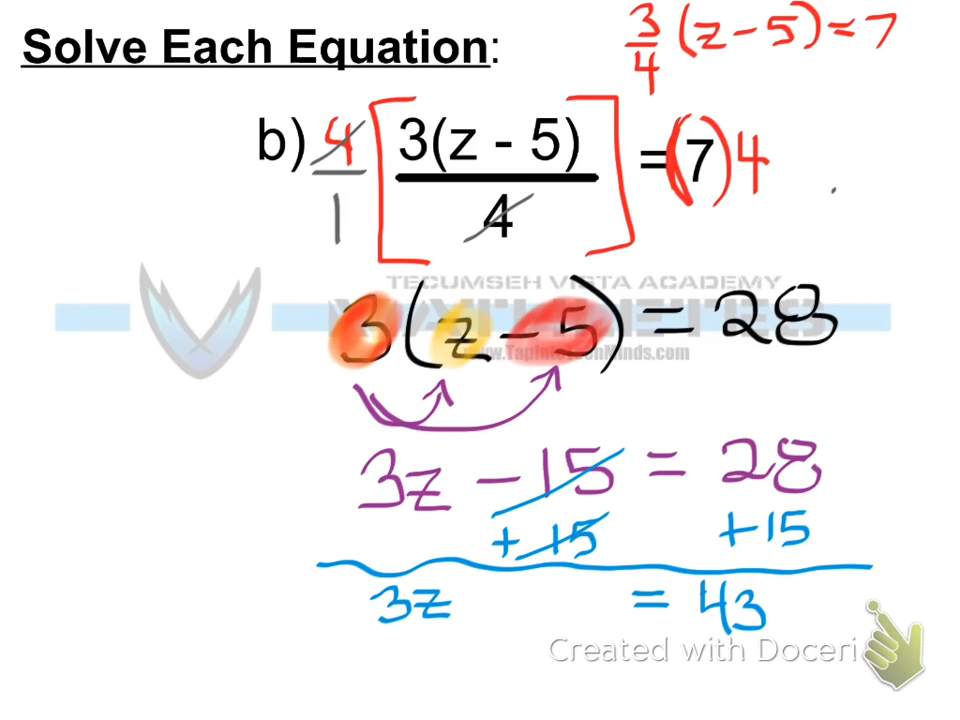 Solve Each Equation:
3/4 (z - 5) = 7
b) 4/1 [3(z - 5)/4] = (7)4
TECUMSEH VISTA ACADEMY
3(z - 5) = 28
3z - 15 = 28
+ 15 +15
3z = 43
Created with Doceri